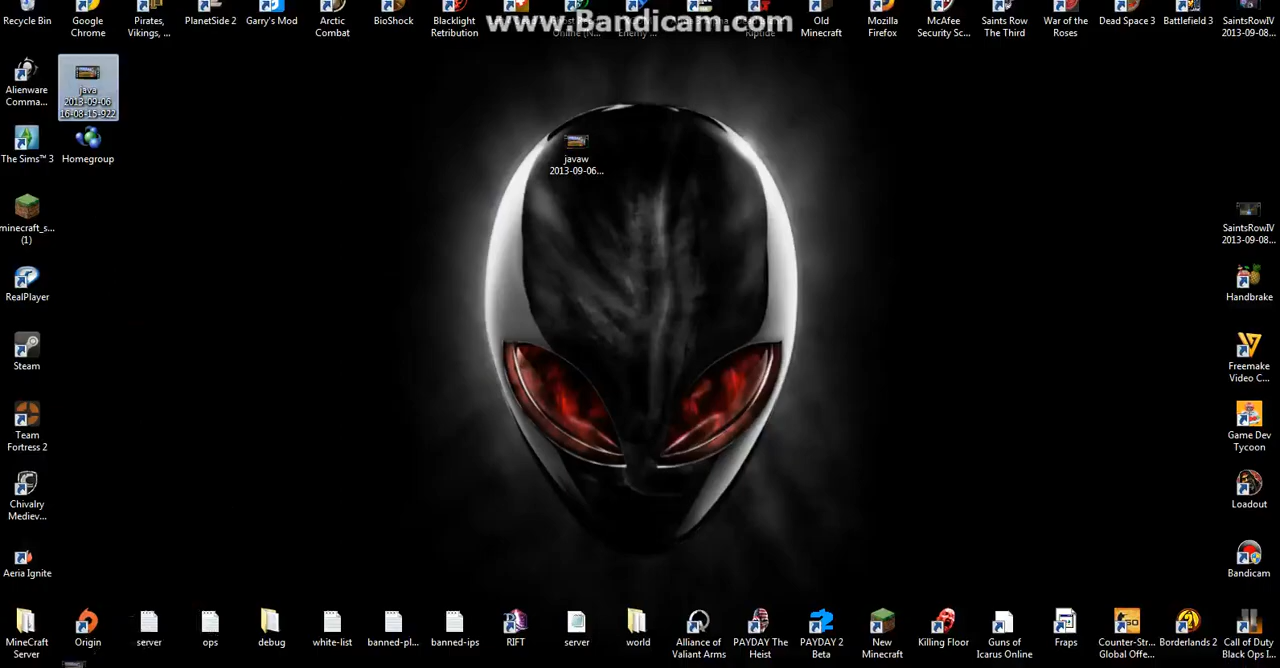 www.Bandicam.com
Recycle Bin
Google
Chrome
Pirates,
Vikings, ...
PlanetSide 2
Garry's Mod
Arctic
Combat
BioShock
Blacklight
Retribution
Old
Minecraft
Mozilla
Firefox
McAfee
Security Sc...
Saints Row
The Third
War of the
Roses
Dead Space 3
Battlefield 3
SaintsRowIV
2013-09-08...
Alienware
Comma...
java
2013-09-06
16-08-15-922
The Sims™ 3
Homegroup
javaw
2013-09-06...
minecraft_s...
(1)
SaintsRowIV
2013-09-08...
RealPlayer
Handbrake
Steam
Freemake
Video C...
Team
Fortress 2
Game Dev
Tycoon
Chivalry
Mediev...
Loadout
Aeria Ignite
Bandicam
MineCraft
Server
Origin
server
ops
debug
white-list
banned-pl...
banned-ips
RIFT
server
world
Alliance of
Valiant Arms
PAYDAY The
Heist
PAYDAY 2
Beta
New
Minecraft
Killing Floor
Guns of
Icarus Online
Fraps
Counter-Str...
Global Offe...
Borderlands 2
Call of Duty
Black Ops I...